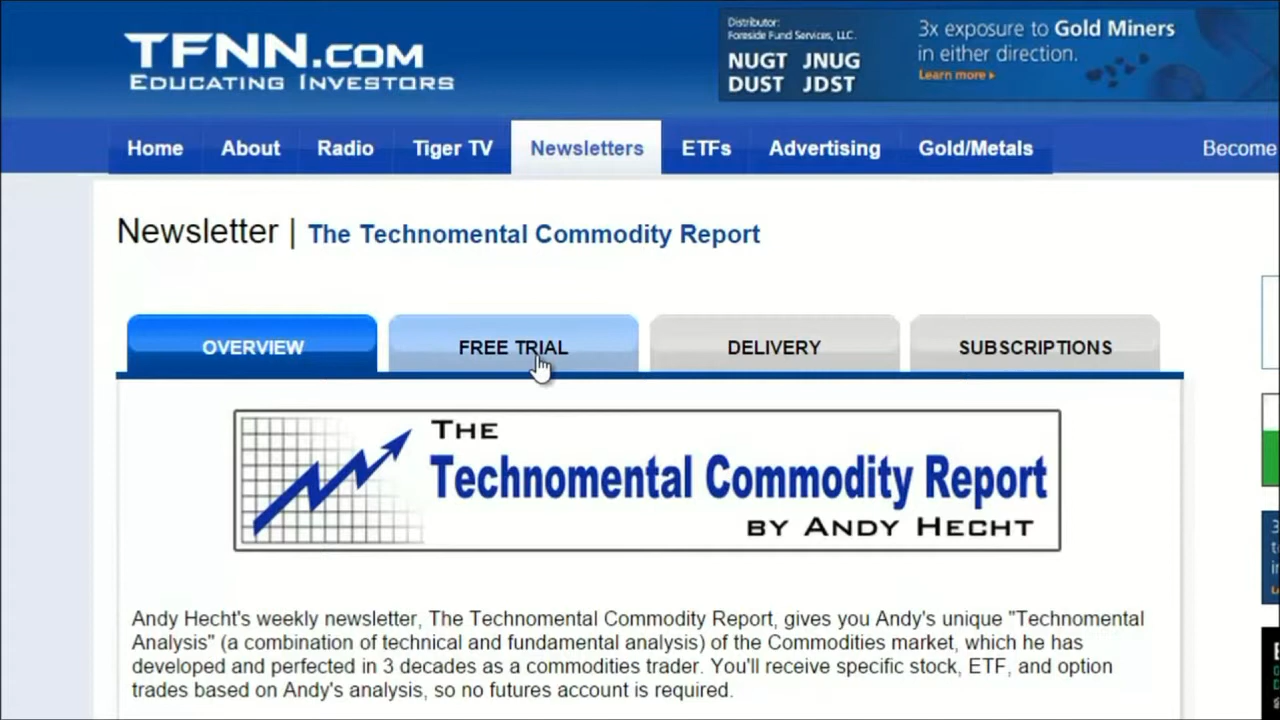 TFNN.COM
EDUCATING INVESTORS
Distributor:
Foreside Fund Services, LLC.
NUGT JNUG
DUST JDST
3x exposure to Gold Miners
in either direction.
Learn more
Home About Radio Tiger TV Newsletters ETFs Advertising Gold/Metals Become
Newsletter | The Technomental Commodity Report
OVERVIEW FREE TRIAL DELIVERY SUBSCRIPTIONS
THE
Technomental Commodity Report
BY ANDY HECHT
Andy Hecht's weekly newsletter, The Technomental Commodity Report, gives you Andy's unique "Technomental
Analysis" (a combination of technical and fundamental analysis) of the Commodities market, which he has
developed and perfected in 3 decades as a commodities trader. You'll receive specific stock, ETF, and option
trades based on Andy's analysis, so no futures account is required.